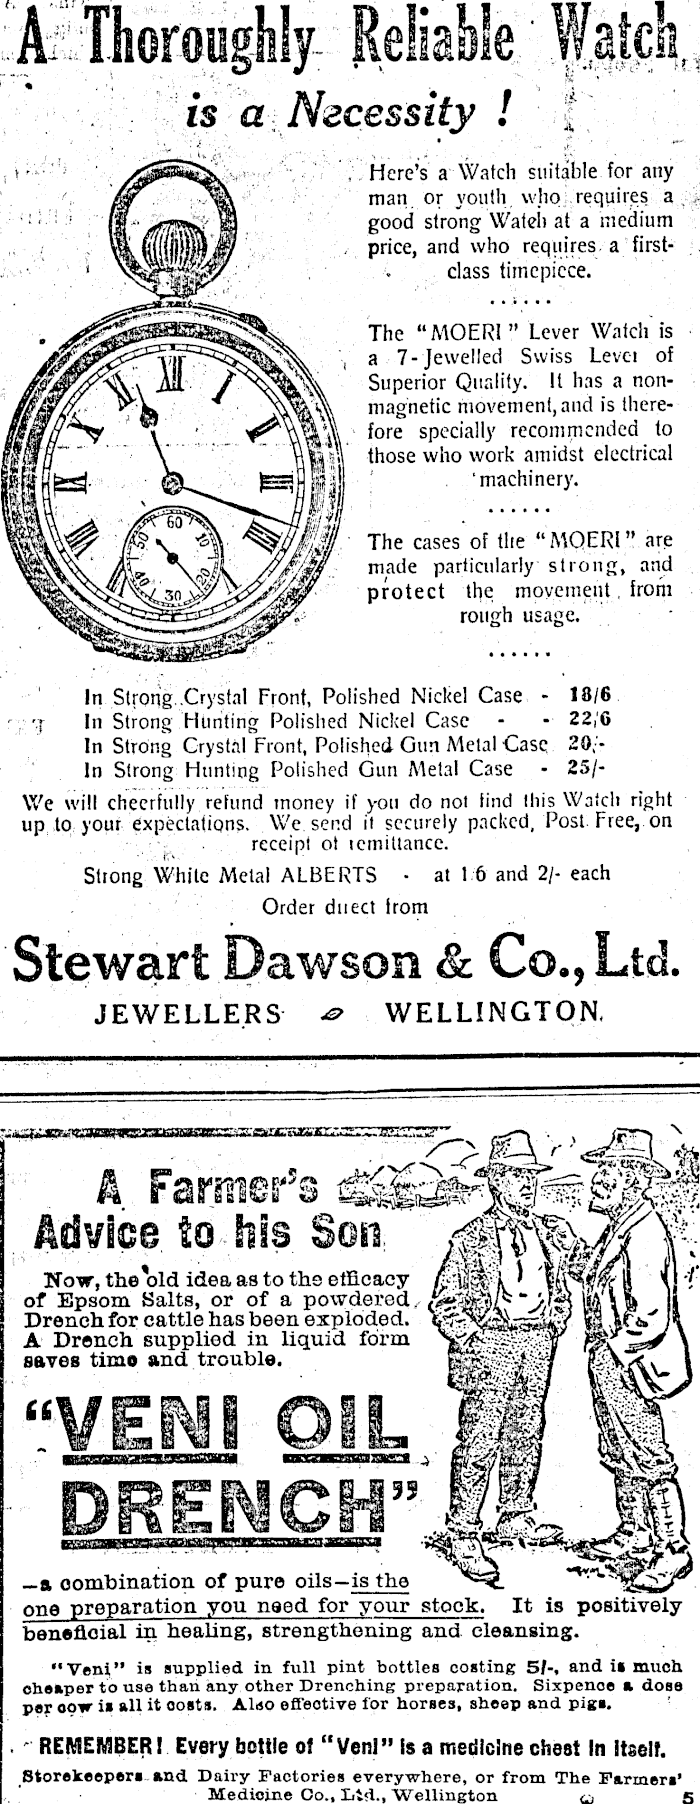 A Thoroughly Reliable Watch
is a Necessity !
Here's a Watch suitable for any
man or youth who requires a
good strong Watch at a medium
price, and who requires a first-
class timepiece.
......
The "MOERI" Lever Watch is
a 7-Jewelled Swiss Lever of
Superior Quality. It has a non-
magnetic movement, and is there-
fore specially recommended to
those who work amidst electrical
machinery.
......
The cases of the "MOERI" are
made particularly strong, and
protect the movement from
rough usage.
......
XII
I
II
III
IIII
VIII
IX
X
XI
60
10
20
30
40
50
In Strong Crystal Front, Polished Nickel Case - 18/6
In Strong Hunting Polished Nickel Case - - 22/6
In Strong Crystal Front, Polished Gun Metal Case 20/-
In Strong Hunting Polished Gun Metal Case - 25/-
We will cheerfully refund money if you do not find this Watch right
up to your expectations. We send it securely packed, Post Free, on
receipt of remittance.
Strong White Metal ALBERTS - at 1/6 and 2/- each
Order direct from
Stewart Dawson & Co., Ltd.
JEWELLERS WELLINGTON.
A Farmer's
Advice to his Son
Now, the old idea as to the efficacy
of Epsom Salts, or of a powdered
Drench for cattle has been exploded.
A Drench supplied in liquid form
saves time and trouble.
"VENI OIL
DRENCH"
—a combination of pure oils—is the
one preparation you need for your stock. It is positively
beneficial in healing, strengthening and cleansing.
"Veni" is supplied in full pint bottles costing 5/-, and is much
cheaper to use than any other Drenching preparation. Sixpence a dose
per cow is all it costs. Also effective for horses, sheep and pigs.
REMEMBER! Every bottle of "Veni" is a medicine chest in itself.
Storekeepers and Dairy Factories everywhere, or from The Farmers'
Medicine Co., Ltd., Wellington 5